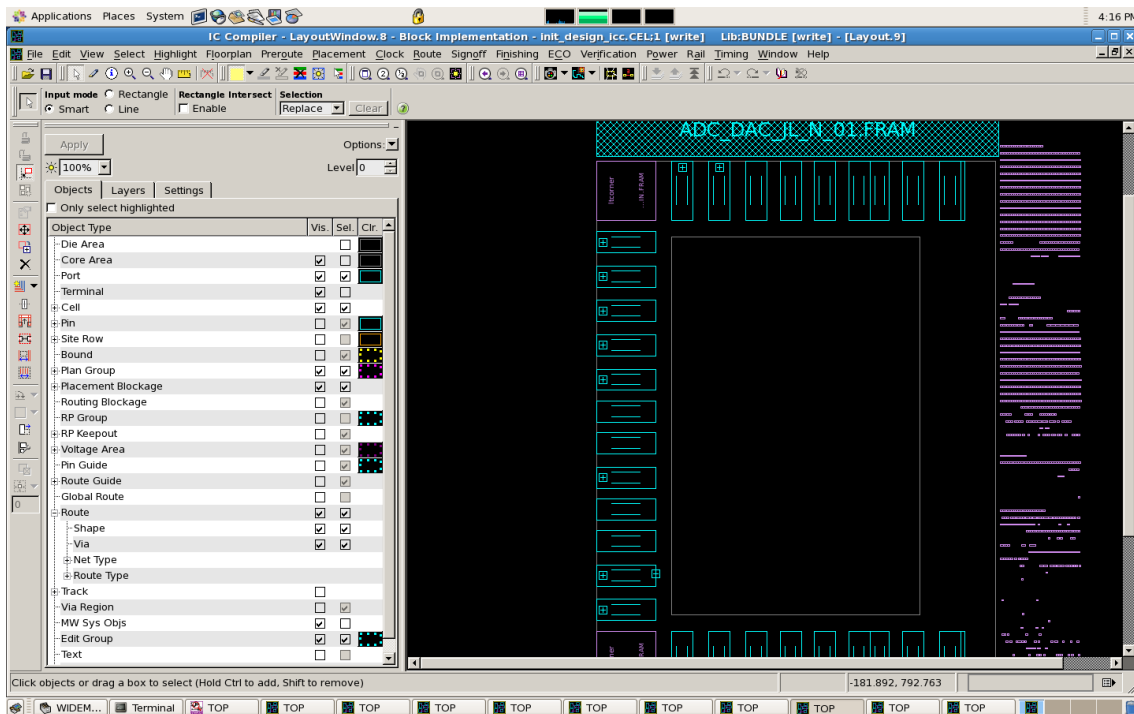 Applications Places System 4:16 PM
IC Compiler - LayoutWindow.8 - Block Implementation - init_design_icc.CEL;1 [write] Lib:BUNDLE [write] - [Layout.9]
File Edit View Select Highlight Floorplan Preroute Placement Clock Route Signoff Finishing ECO Verification Power Rail Timing Window Help
Input mode Rectangle Rectangle Intersect Selection
Smart Line Enable Replace Clear
Apply Options:
100% Level 0
Objects Layers Settings
Only select highlighted
Object Type Vis. Sel. Clr.
Die Area
Core Area
Port
Terminal
Cell
Pin
Site Row
Bound
Plan Group
Placement Blockage
Routing Blockage
RP Group
RP Keepout
Voltage Area
Pin Guide
Route Guide
Global Route
Route
Shape
Via
Net Type
Route Type
Track
Via Region
MW Sys Objs
Edit Group
Text
0
ADC_DAC_JL_N_01.FRAM
ltcorner
...IN_FRAM
Click objects or drag a box to select (Hold Ctrl to add, Shift to remove) -181.892, 792.763
WIDEM... Terminal TOP TOP TOP TOP TOP TOP TOP TOP TOP TOP TOP